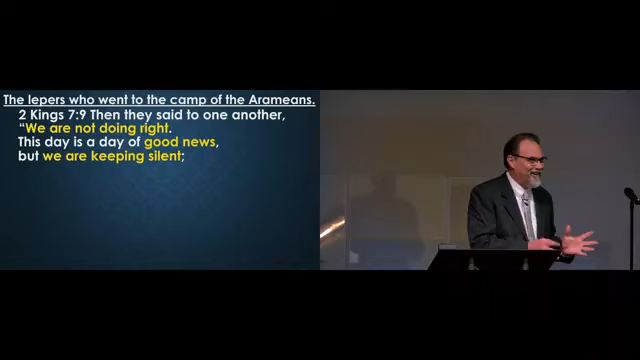 The lepers who went to the camp of the Arameans.
2 Kings 7:9 Then they said to one another,
“We are not doing right.
This day is a day of good news,
but we are keeping silent;